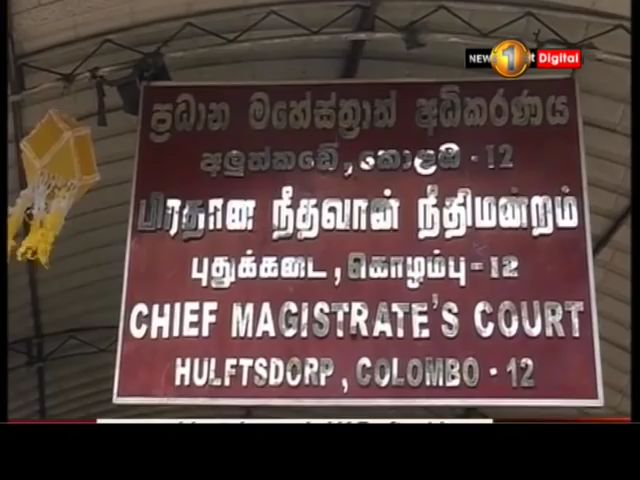 NEWS 1st Digital
ප්‍රධාන මහේස්ත්‍රාත් අධිකරණය
අලුත්කඩේ, කොළඹ - 12
பிரதான நீதவான் நீதிமன்றம்
புதுக்கடை, கொழும்பு - 12
CHIEF MAGISTRATE'S COURT
HULFTSDORP, COLOMBO - 12